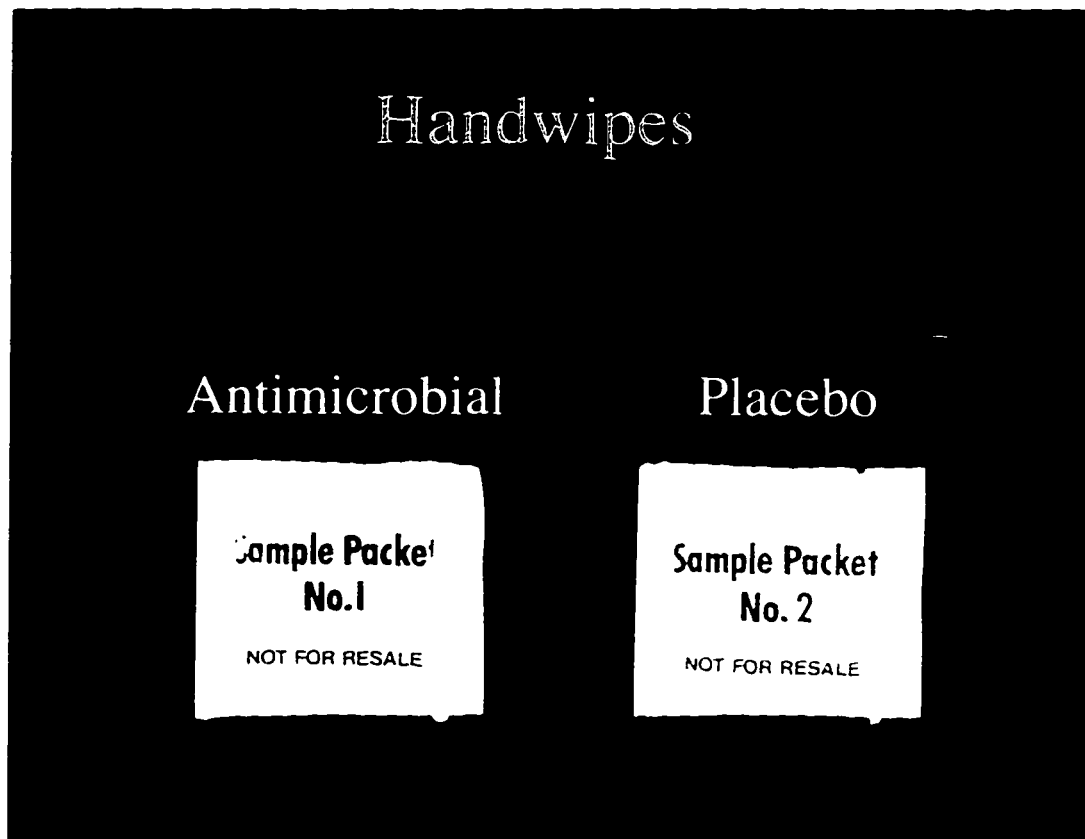 Handwipes
Antimicrobial
Placebo
Sample Packet
No. 1
NOT FOR RESALE
Sample Packet
No. 2
NOT FOR RESALE